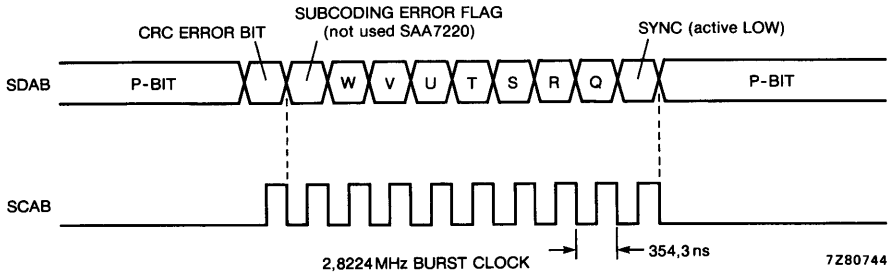 SUBCODING ERROR FLAG
(not used SAA7220)
CRC ERROR BIT
SYNC (active LOW)
SDAB P-BIT W V U T S R Q P-BIT
SCAB
2,8224 MHz BURST CLOCK
354,3 ns
7Z80744